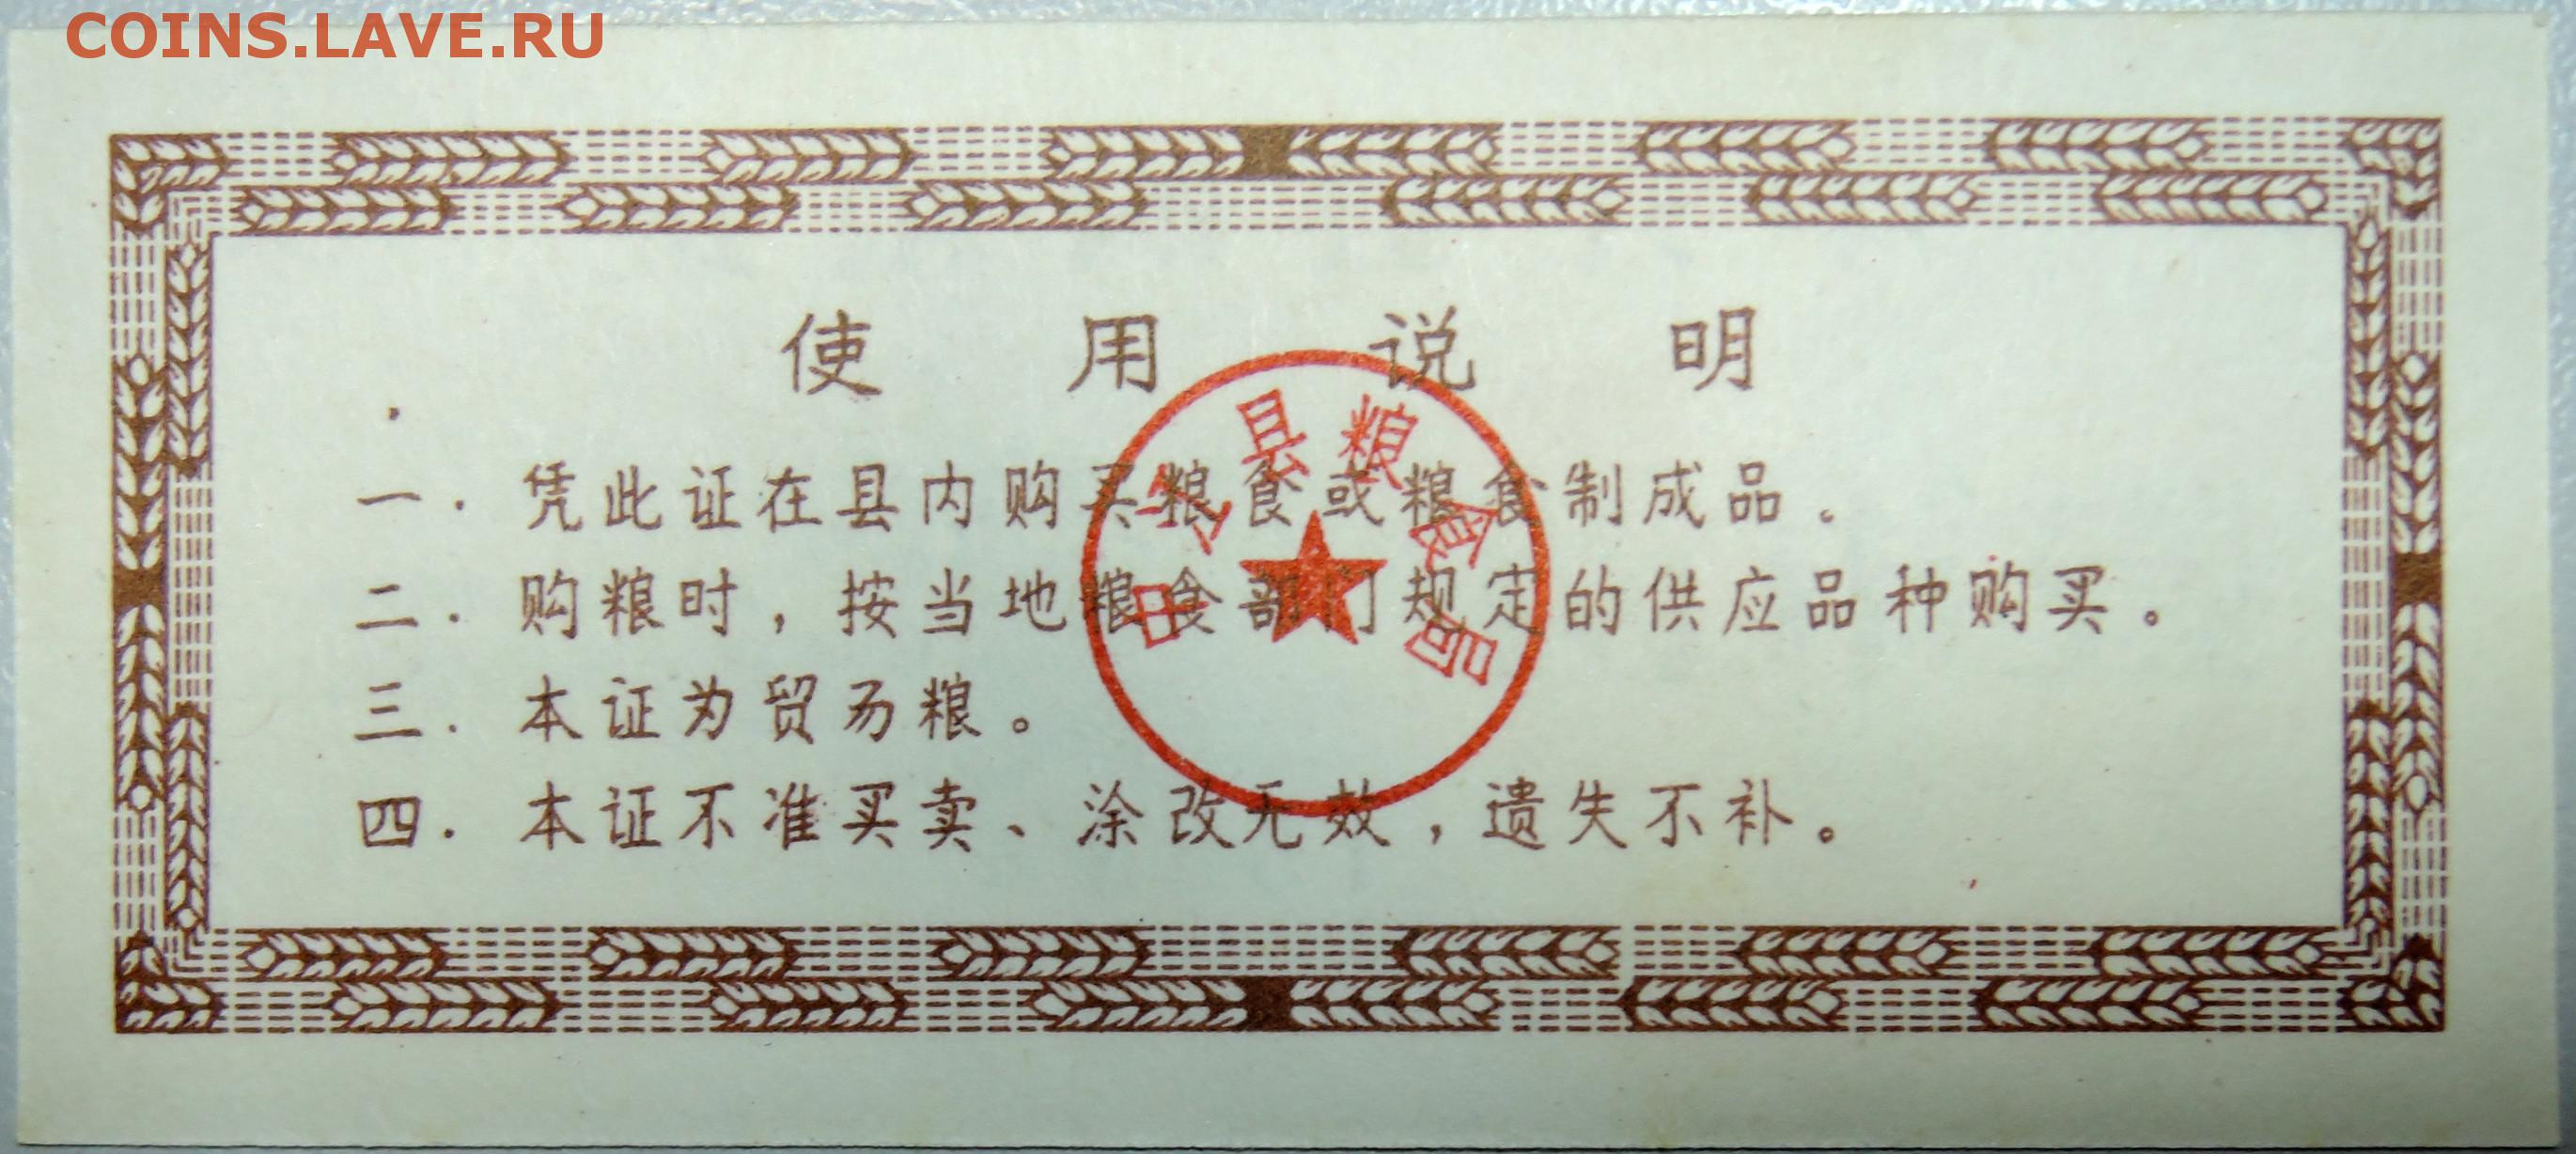 COINS.LAVE.RU
使用说明
中江县粮食局
一.凭此证在县内购买粮食或粮食制成品。
二.购粮时，按当地粮食部门规定的供应品种购买。
三.本证为贸易粮。
四.本证不准买卖、涂改无效，遗失不补。